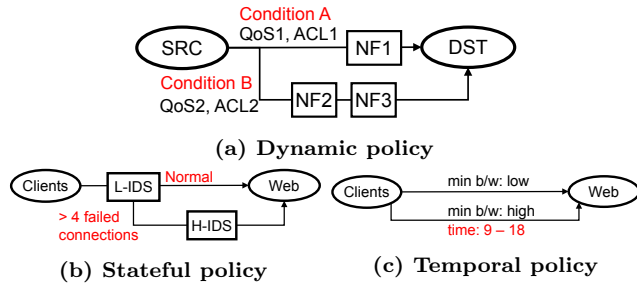 Condition A
QoS1, ACL1
SRC
NF1
DST
Condition B
QoS2, ACL2
NF2
NF3
(a) Dynamic policy
Clients
L-IDS
Normal
Web
> 4 failed
connections
H-IDS
(b) Stateful policy
Clients
min b/w: low
Web
min b/w: high
time: 9 – 18
(c) Temporal policy